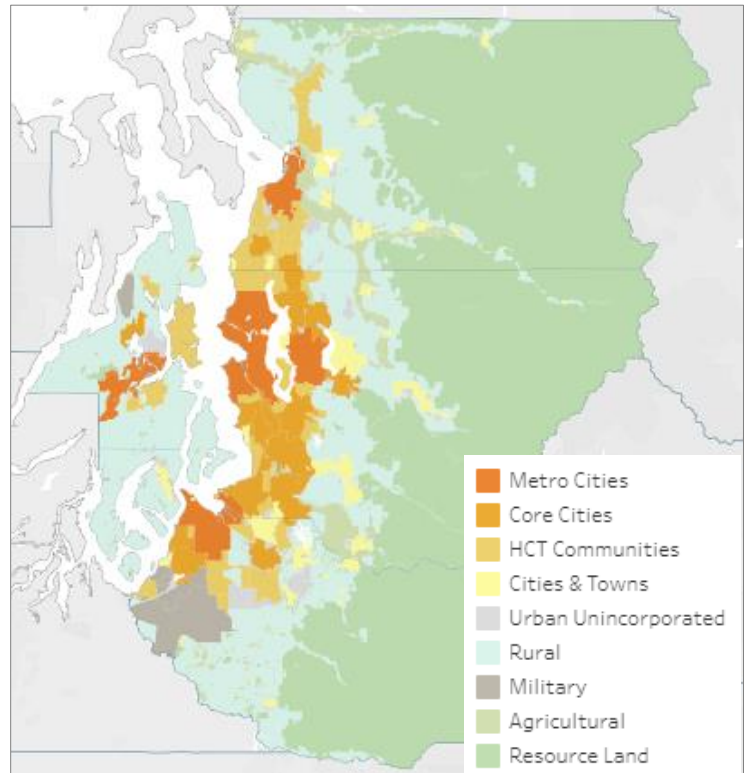 Metro Cities
Core Cities
HCT Communities
Cities & Towns
Urban Unincorporated
Rural
Military
Agricultural
Resource Land